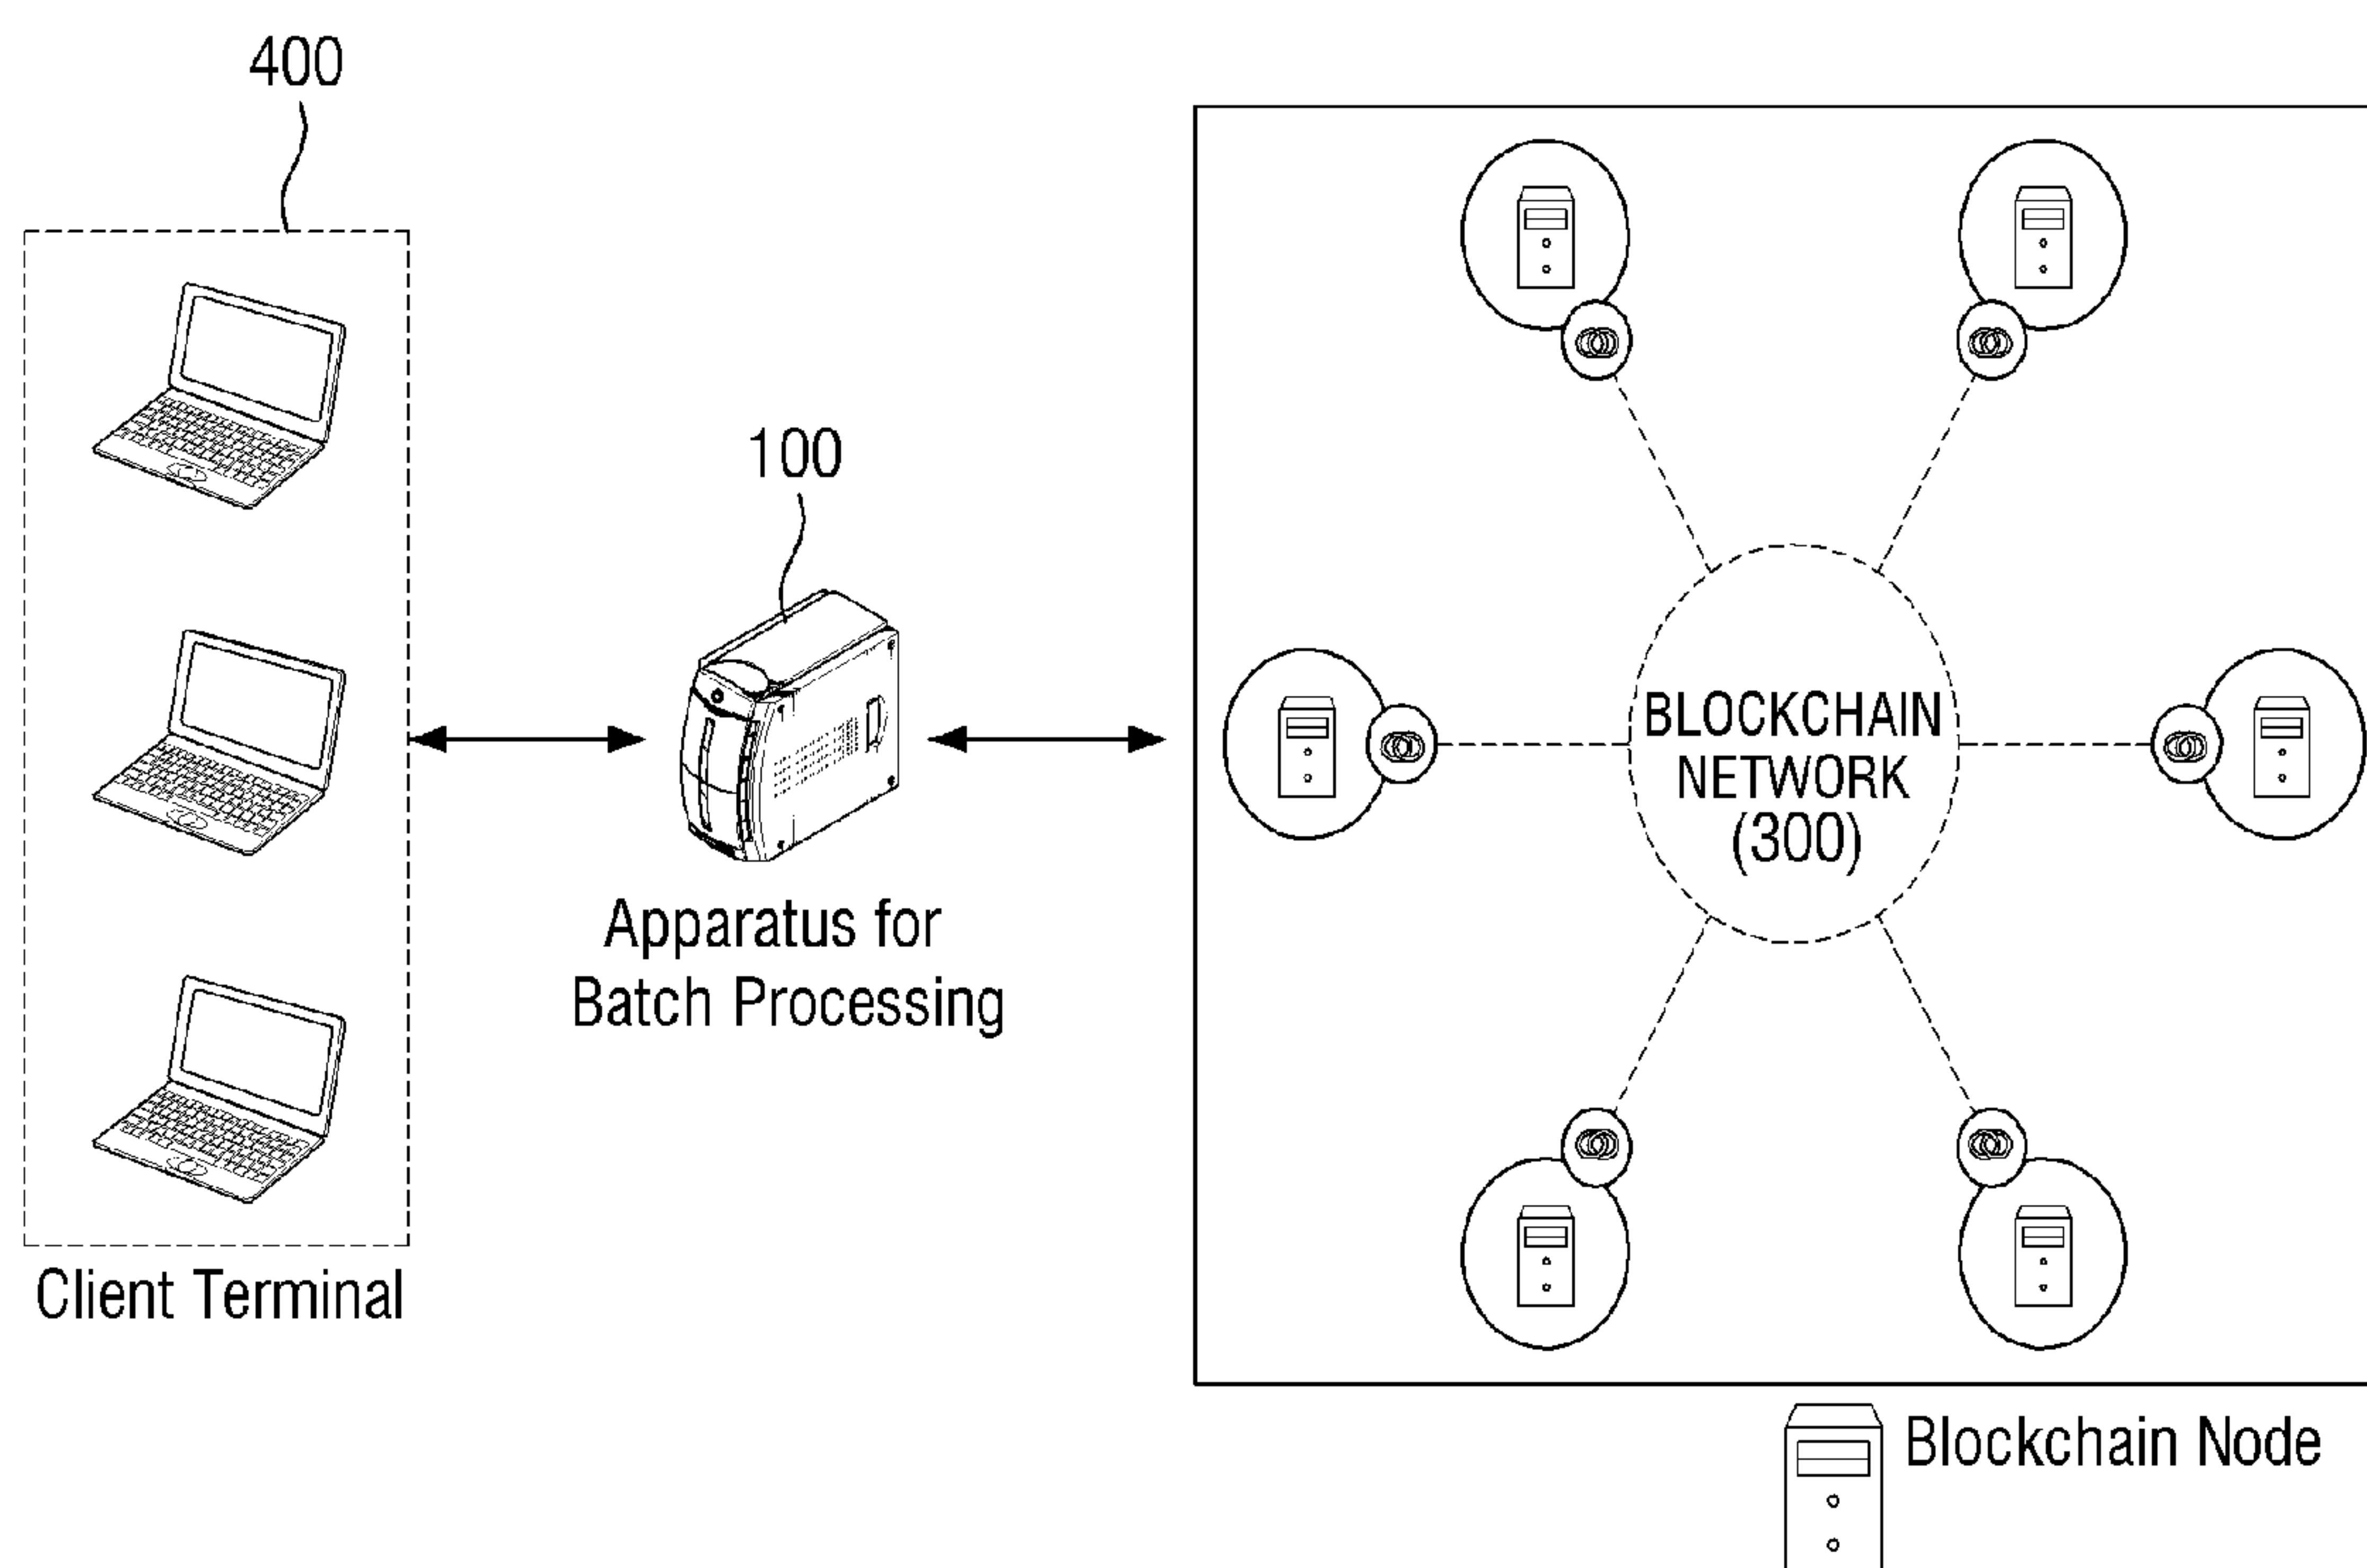 400
100
Apparatus for
Batch Processing
Client Terminal
BLOCKCHAIN
NETWORK
(300)
Blockchain Node